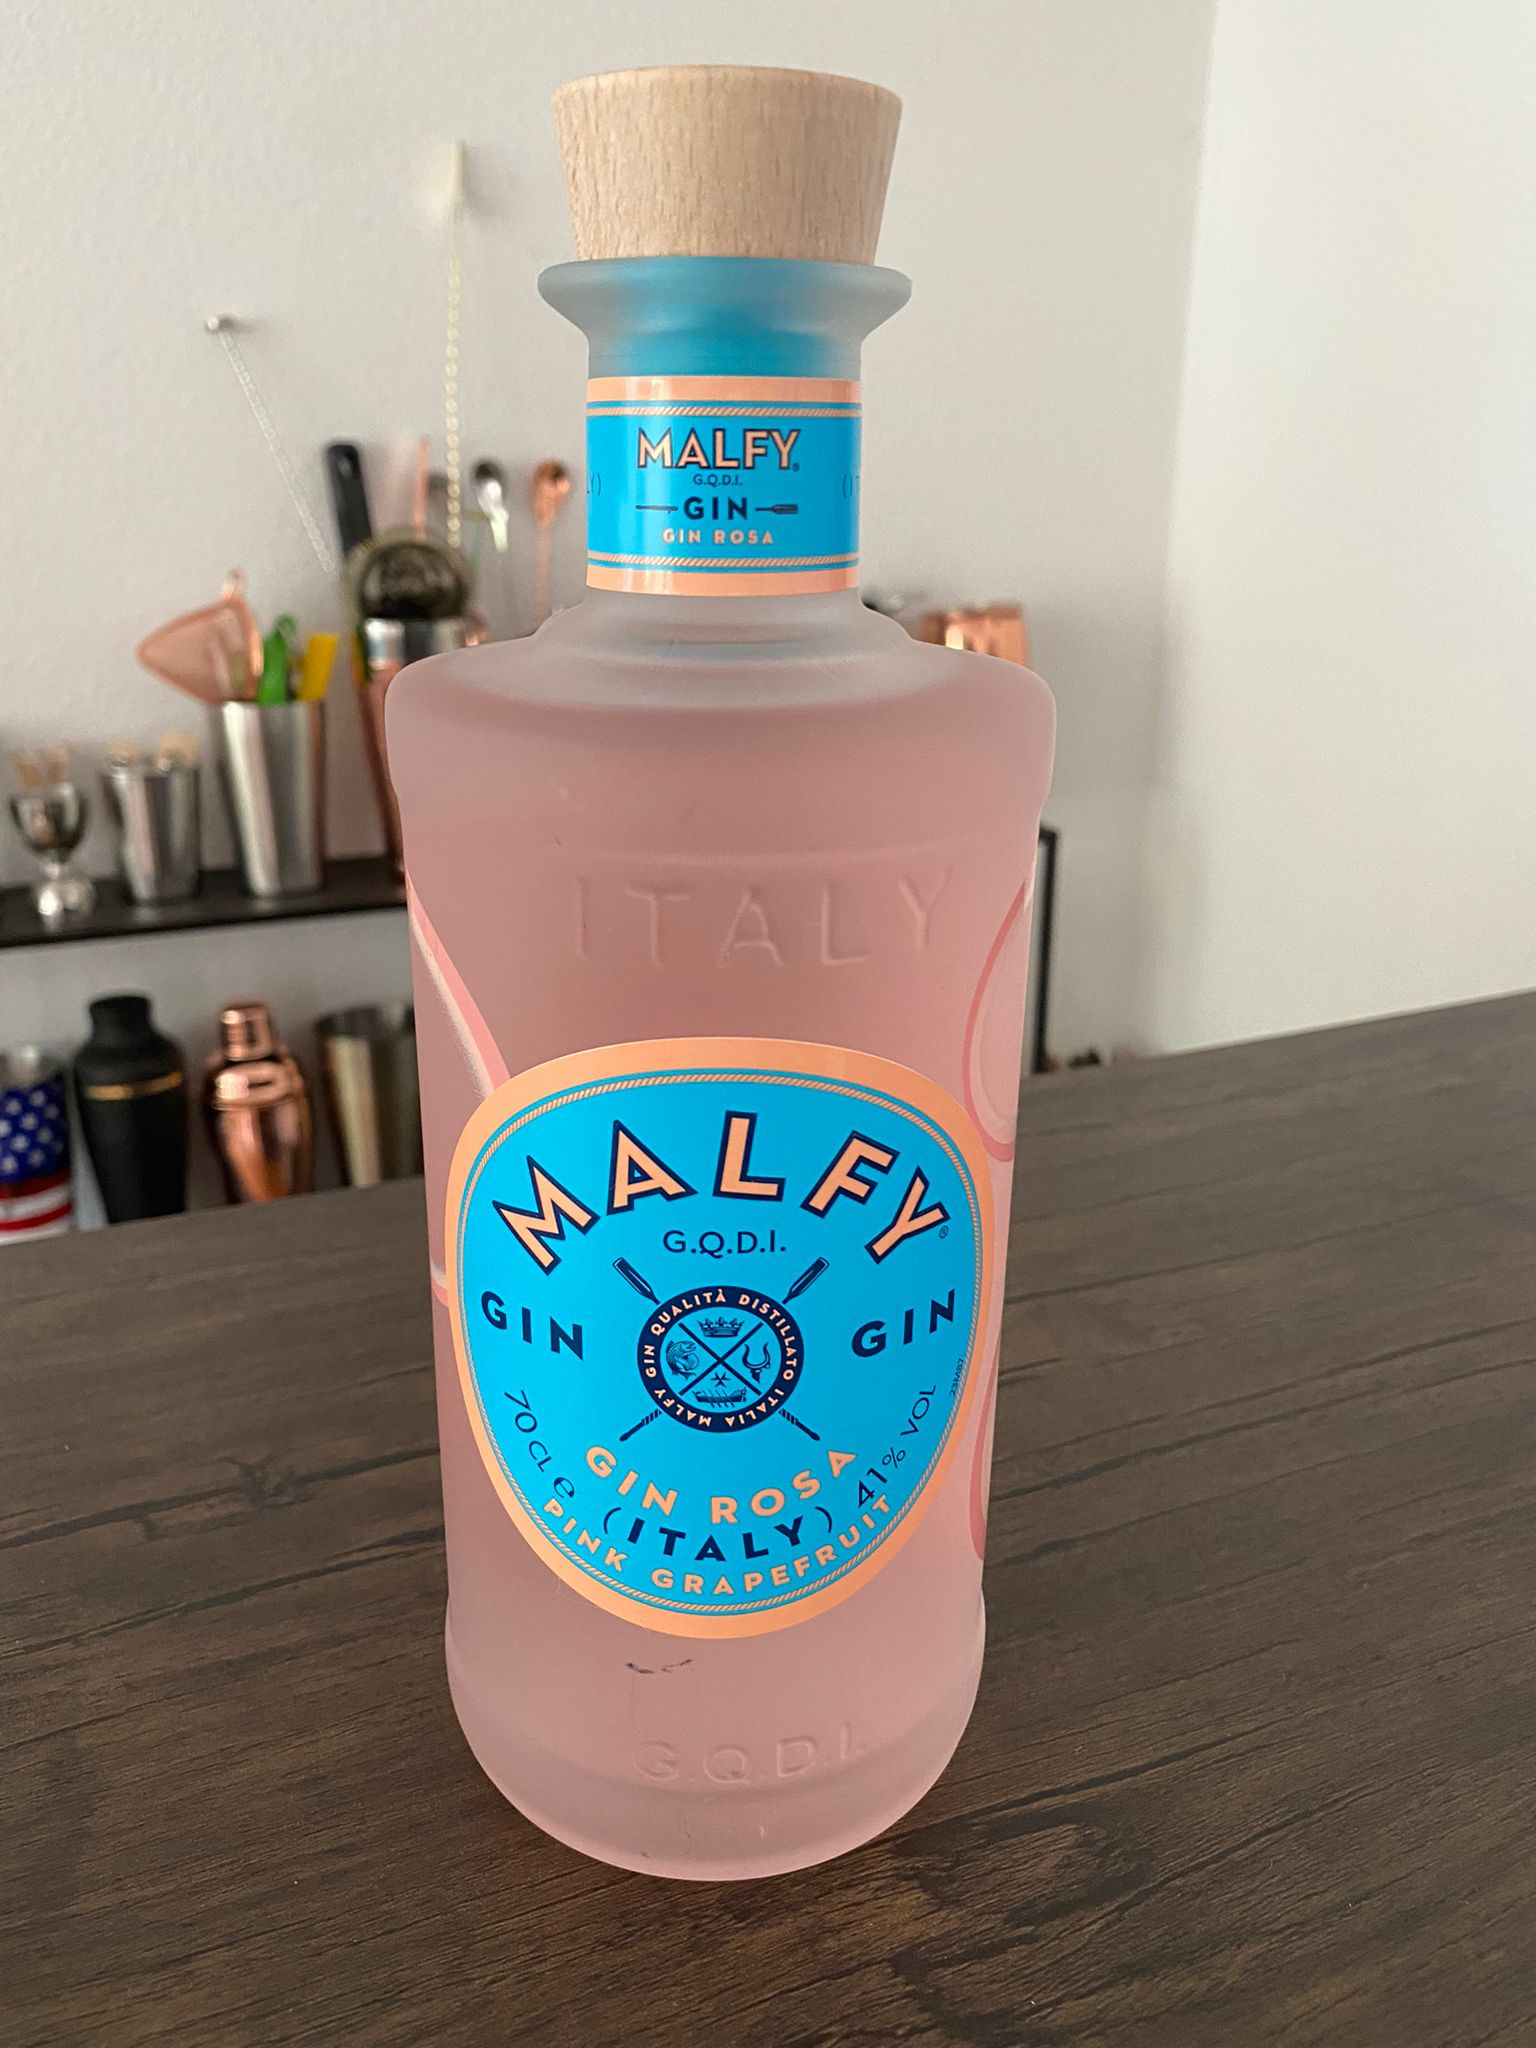 MALFY®
G.Q.D.I.
GIN
GIN ROSA
ITALY
MALFY®
G.Q.D.I.
GIN GIN
MALFY GIN QUALITÀ DISTILLATO ITALIA
70CL e 41% VOL
GIN ROSA
(ITALY)
PINK GRAPEFRUIT
G.Q.D.I.